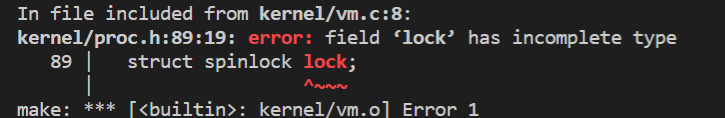 In file included from kernel/vm.c:8:
kernel/proc.h:89:19: error: field ‘lock’ has incomplete type
89 | struct spinlock lock;
| ^~~~
make: *** [<builtin>: kernel/vm.o] Error 1